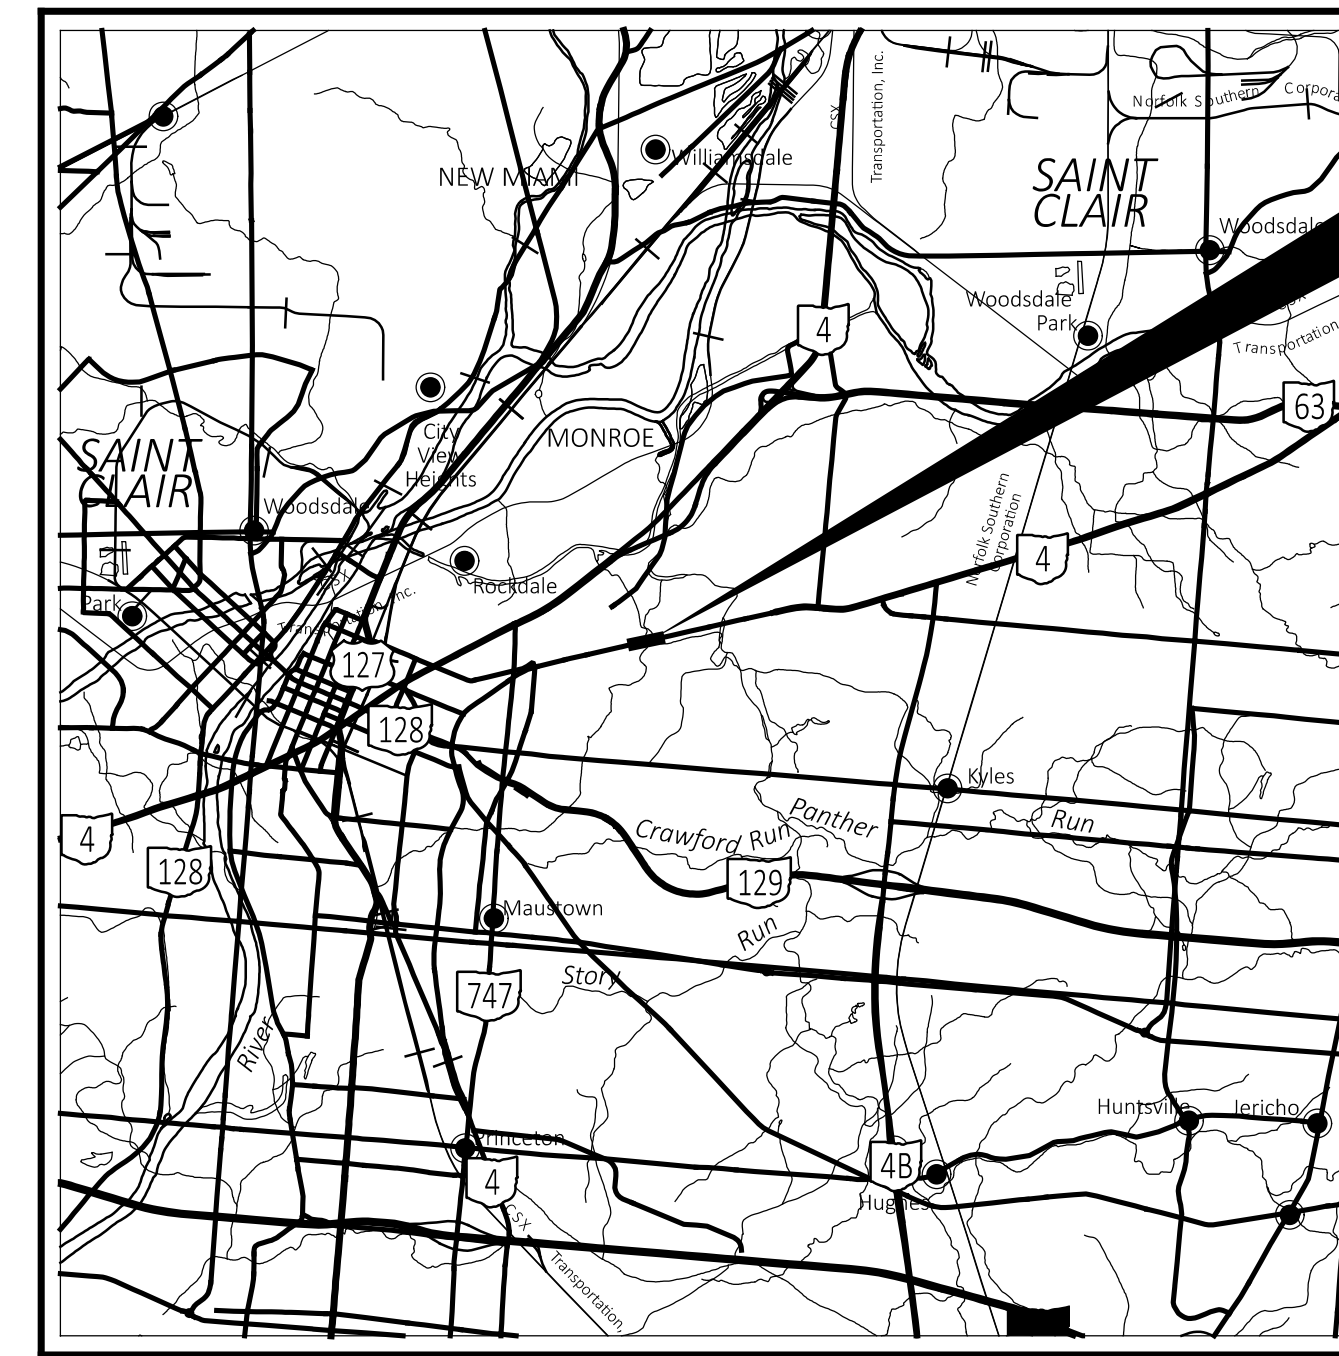 CSX
Transportation, Inc.
Norfolk Southern
Corpora
Williamsdale
NEW MIAMI
SAINT
CLAIR
Woodsdale
Woodsdale
Park
Transportation
4
63
City
View
Heights
MONROE
SAINT
CLAIR
Woodsdale
Norfolk Southern
Corporation
4
Rockdale
Park
CSX
Transportation, Inc.
127
128
Kyles
Panther
Run
Crawford Run
4
128
129
Maustown
Run
Story
747
River
Huntsville
Jericho
Princeton
4B
4
Hughes
CSX
Transportation,